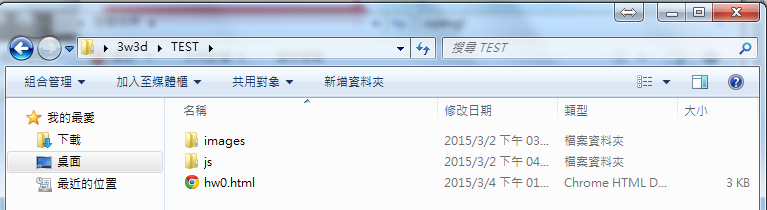 3w3d ▸ TEST
搜尋 TEST
組合管理 加入至媒體櫃 共用對象 新增資料夾
我的最愛
下載
桌面
最近的位置
名稱 修改日期 類型 大小
images 2015/3/2 下午 03... 檔案資料夾
js 2015/3/2 下午 04... 檔案資料夾
hw0.html 2015/3/4 下午 01... Chrome HTML D... 3 KB